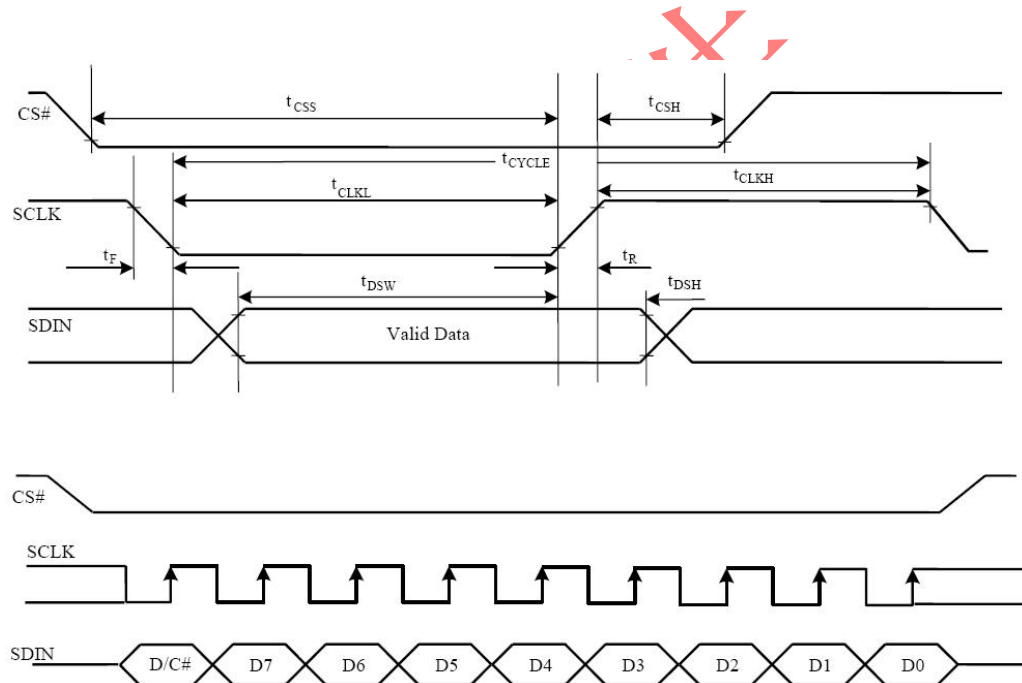 CS#
tCSS
tCSH
tCYCLE
tCLKL
tCLKH
SCLK
tF
tR
tDSW
tDSH
SDIN
Valid Data
CS#
SCLK
SDIN
D/C# D7 D6 D5 D4 D3 D2 D1 D0